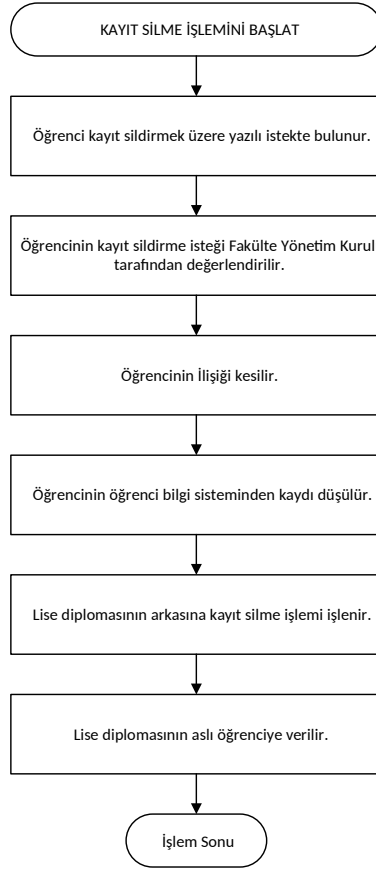 KAYIT SİLME İŞLEMİNİ BAŞLAT
Öğrenci kayıt sildirmek üzere yazılı istekte bulunur.
Öğrencinin kayıt sildirme isteği Fakülte Yönetim Kurul
tarafından değerlendirilir.
Öğrencinin İlişiği kesilir.
Öğrencinin öğrenci bilgi sisteminden kaydı düşülür.
Lise diplomasının arkasına kayıt silme işlemi işlenir.
Lise diplomasının aslı öğrenciye verilir.
İşlem Sonu